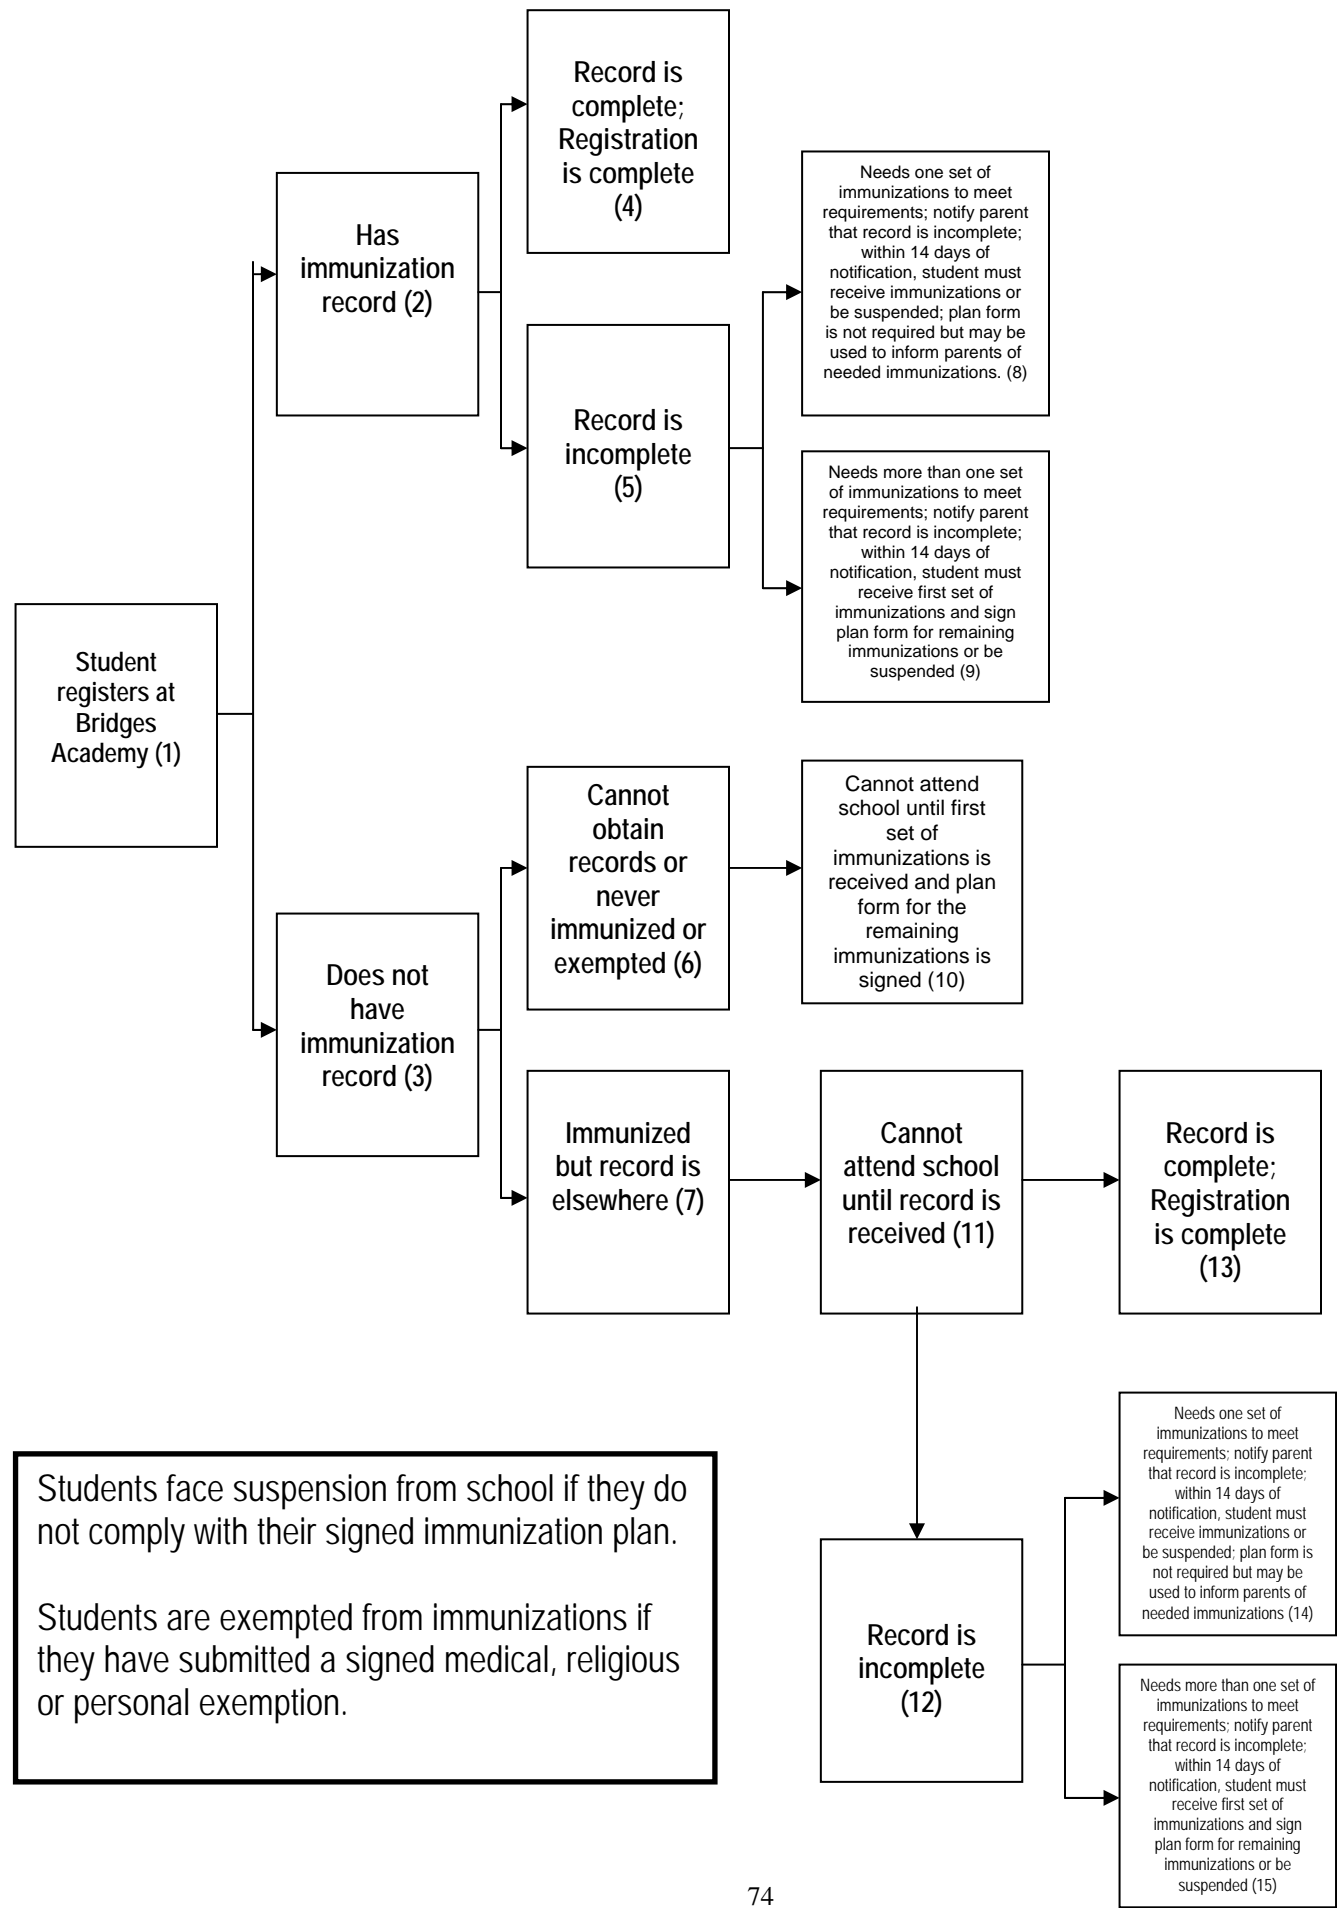 Record is
complete;
Registration
is complete
(4)
Has
immunization
record (2)
Needs one set of
immunizations to meet
requirements; notify parent
that record is incomplete;
within 14 days of
notification, student must
receive immunizations or
be suspended; plan form
is not required but may be
used to inform parents of
needed immunizations. (8)
Record is
incomplete
(5)
Needs more than one set
of immunizations to meet
requirements; notify parent
that record is incomplete;
within 14 days of
notification, student must
receive first set of
immunizations and sign
plan form for remaining
immunizations or be
suspended (9)
Student
registers at
Bridges
Academy (1)
Cannot
obtain
records or
never
immunized or
exempted (6)
Cannot attend
school until first
set of
immunizations is
received and plan
form for the
remaining
immunizations is
signed (10)
Does not
have
immunization
record (3)
Immunized
but record is
elsewhere (7)
Cannot
attend school
until record is
received (11)
Record is
complete;
Registration
is complete
(13)
Needs one set of
immunizations to meet
requirements; notify parent
that record is incomplete;
within 14 days of
notification, student must
receive immunizations or
be suspended; plan form is
not required but may be
used to inform parents of
needed immunizations (14)
Students face suspension from school if they do
not comply with their signed immunization plan.
Students are exempted from immunizations if
they have submitted a signed medical, religious
or personal exemption.
Record is
incomplete
(12)
Needs more than one set of
immunizations to meet
requirements; notify parent
that record is incomplete;
within 14 days of
notification, student must
receive first set of
immunizations and sign
plan form for remaining
immunizations or be
suspended (15)
74